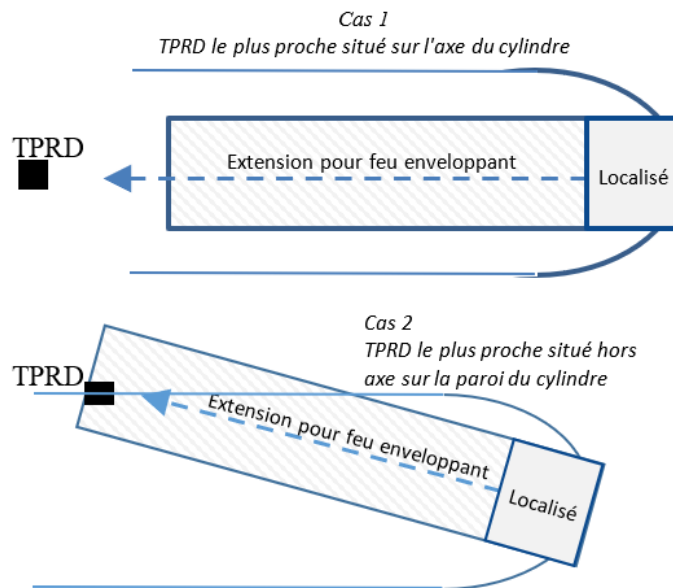 Cas 1
TPRD le plus proche situé sur l'axe du cylindre
TPRD
Extension pour feu enveloppant
Localisé
Cas 2
TPRD le plus proche situé hors
axe sur la paroi du cylindre
TPRD
Extension pour feu enveloppant
Localisé